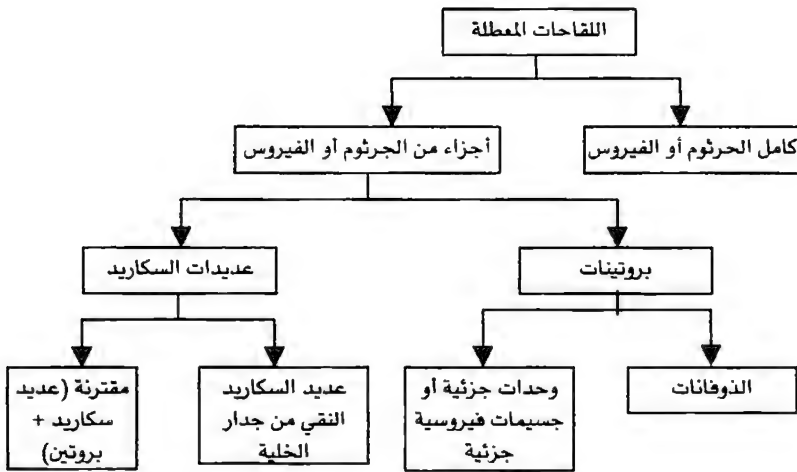 اللقاحات المعطلة
كامل الحرثوم أو الفيروس
أجزاء من الجرثوم أو الفيروس
بروتينات
عديدات السكاريد
الذوفانات
وحدات جزئية أو
جسيمات فيروسية
جزئية
عديد السكاريد
النقي من جدار
الخلية
مقترنة (عديد
سكاريد +
بروتين)